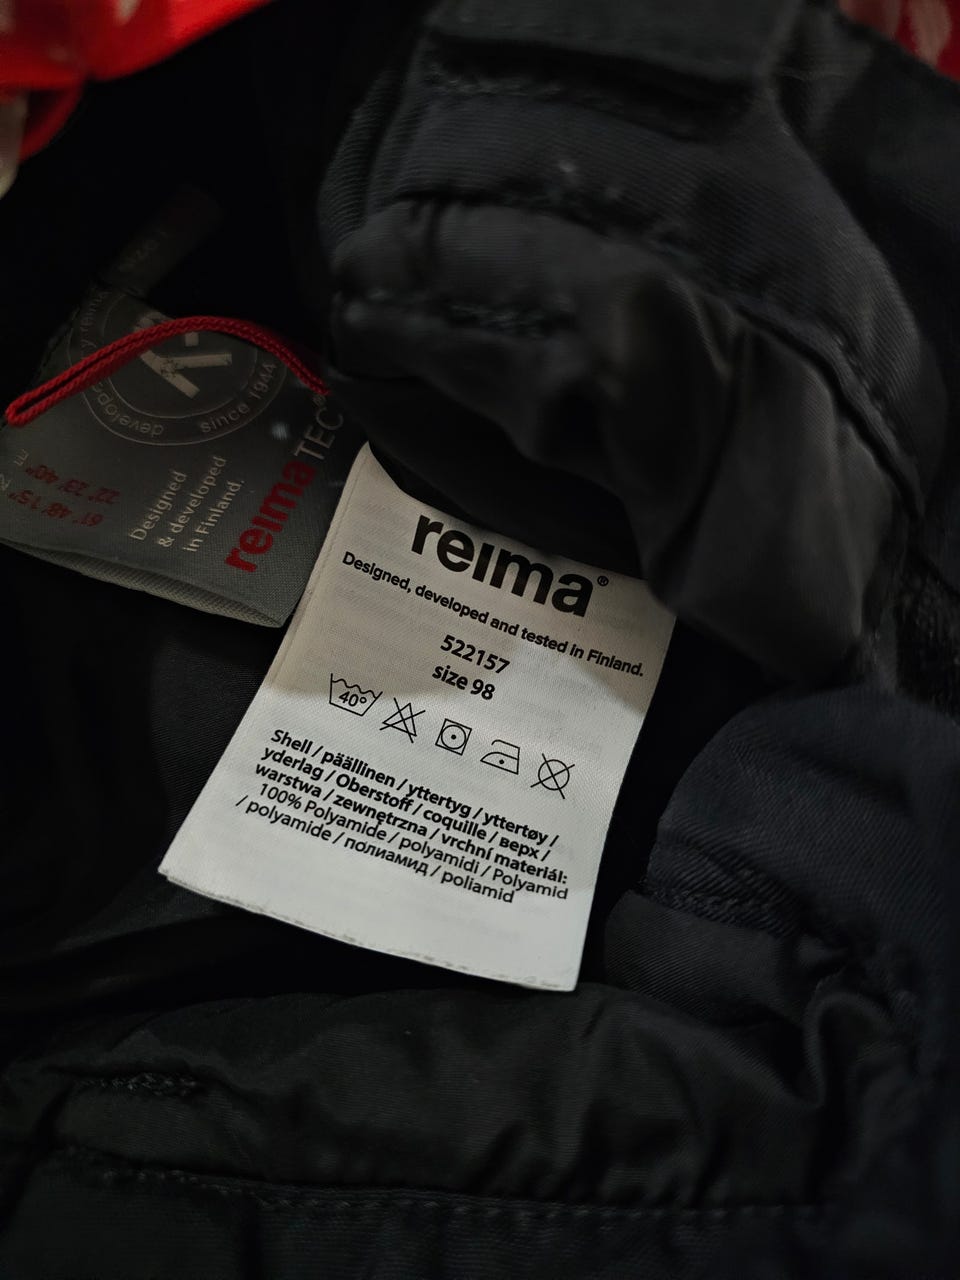 reima®
Designed, developed and tested in Finland.
522157
size 98
40°
Shell / päällinen / yttertyg / yttertøy /
yderlag / Oberstoff / coquille / верх /
warstwa / zewnętrzna / vrchní materiál:
100% Polyamide / polyamidi / Polyamid
/ polyamide / полиамид / poliamid
reimaTEC®
Designed
& developed
in Finland.
since 1944